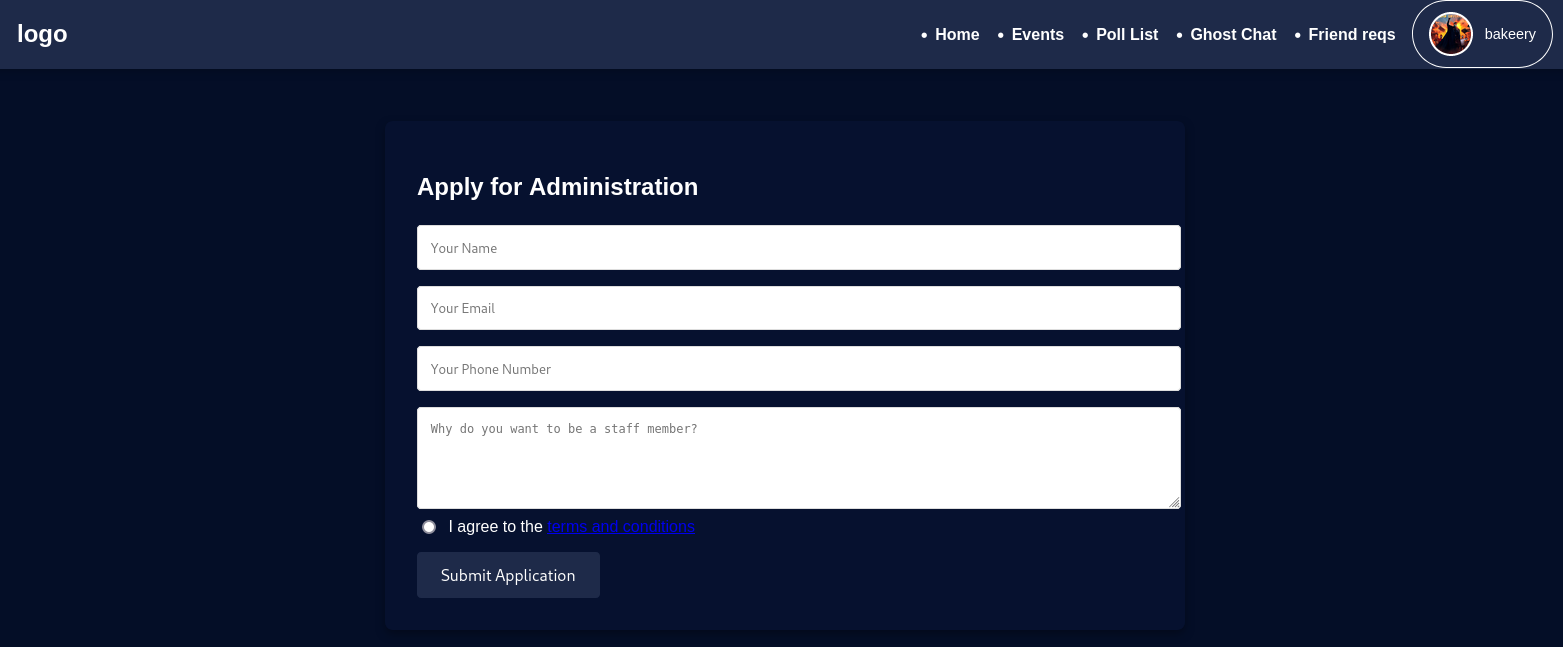 logo
• Home • Events • Poll List • Ghost Chat • Friend reqs bakeery
Apply for Administration
Your Name
Your Email
Your Phone Number
Why do you want to be a staff member?
I agree to the terms and conditions
Submit Application